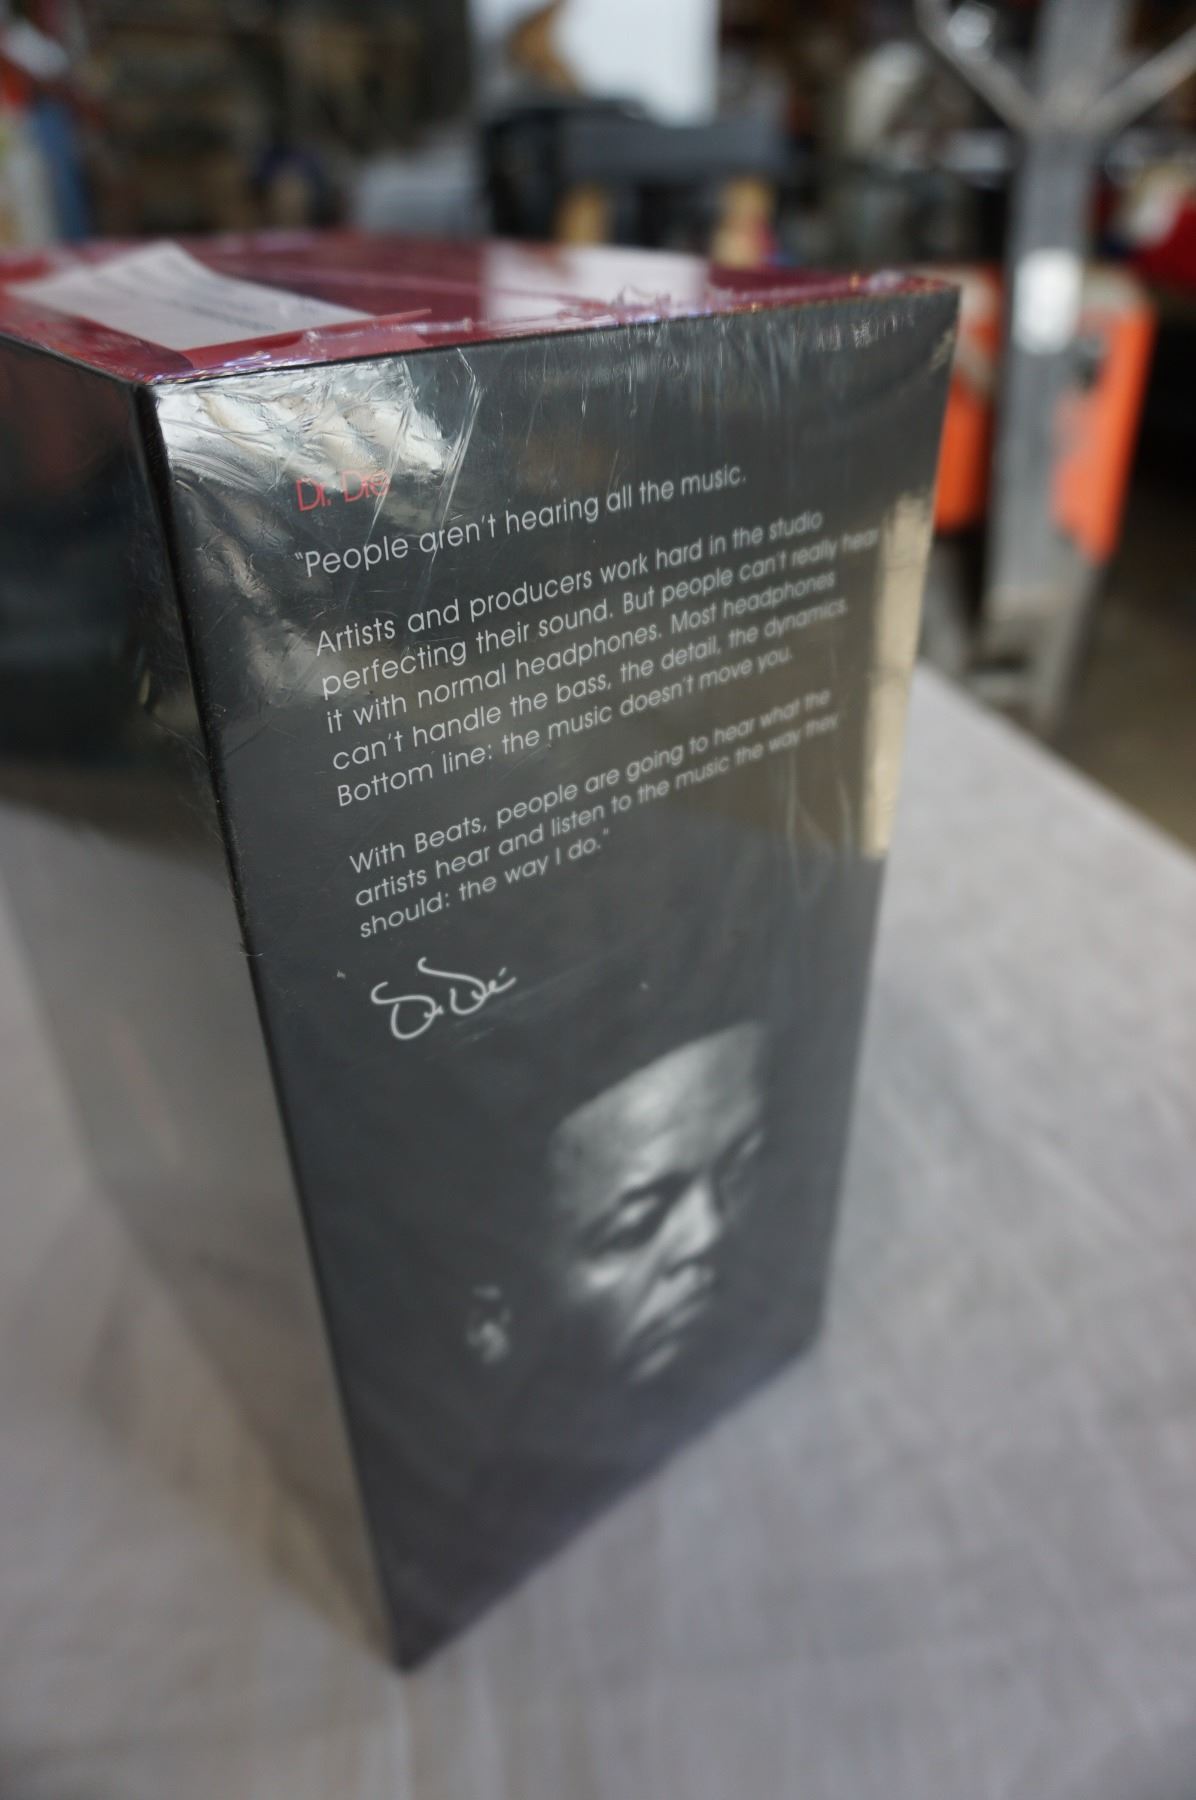 Dr. Dre
“People aren’t hearing all the music.
Artists and producers work hard in the studio
perfecting their sound. But people can’t really hear
it with normal headphones. Most headphones
can’t handle the bass, the detail, the dynamics.
Bottom line: the music doesn’t move you.
With Beats, people are going to hear what the
artists hear and listen to the music the way they
should: the way I do.”
Dr. Dre